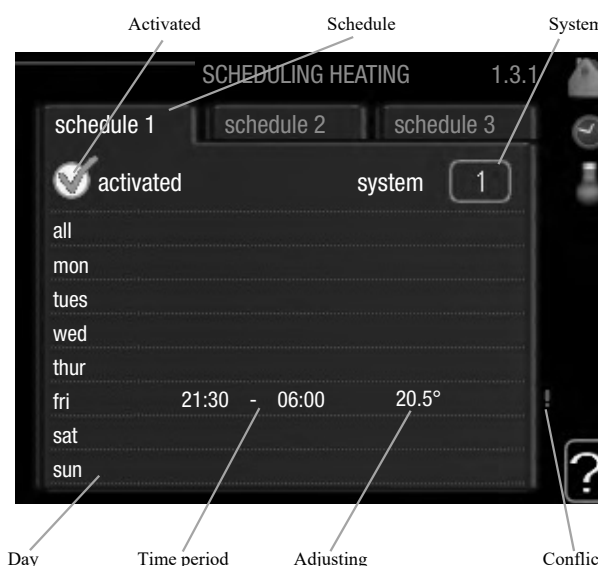 Activated Schedule System
SCHEDULING HEATING 1.3.1
schedule 1 schedule 2 schedule 3
activated system 1
all
mon
tues
wed
thur
fri 21:30 - 06:00 20.5° !
sat
sun
?
Day Time period Adjusting Conflic